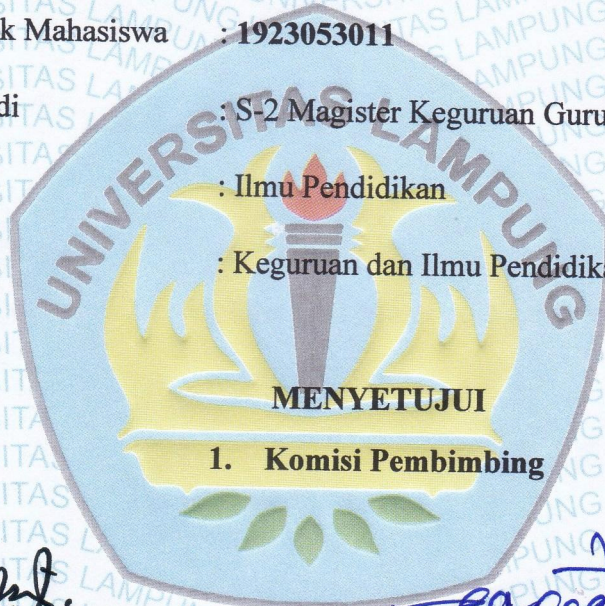 k Mahasiswa : 1923053011
di : S-2 Magister Keguruan Guru
: Ilmu Pendidikan
: Keguruan dan Ilmu Pendidika
UNIVERSITAS LAMPUNG
MENYETUJUI
1. Komisi Pembimbing